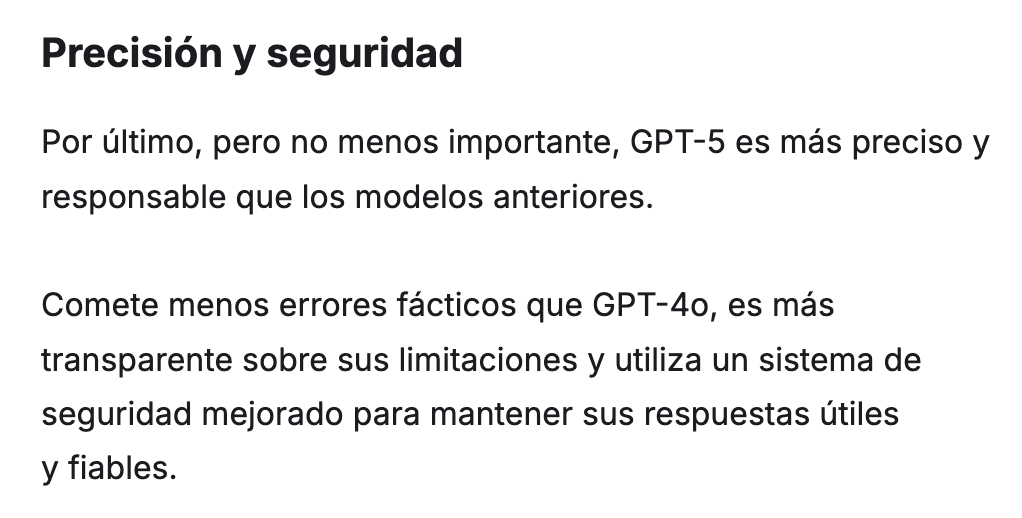 Precisión y seguridad
Por último, pero no menos importante, GPT-5 es más preciso y
responsable que los modelos anteriores.
Comete menos errores fácticos que GPT-4o, es más
transparente sobre sus limitaciones y utiliza un sistema de
seguridad mejorado para mantener sus respuestas útiles
y fiables.